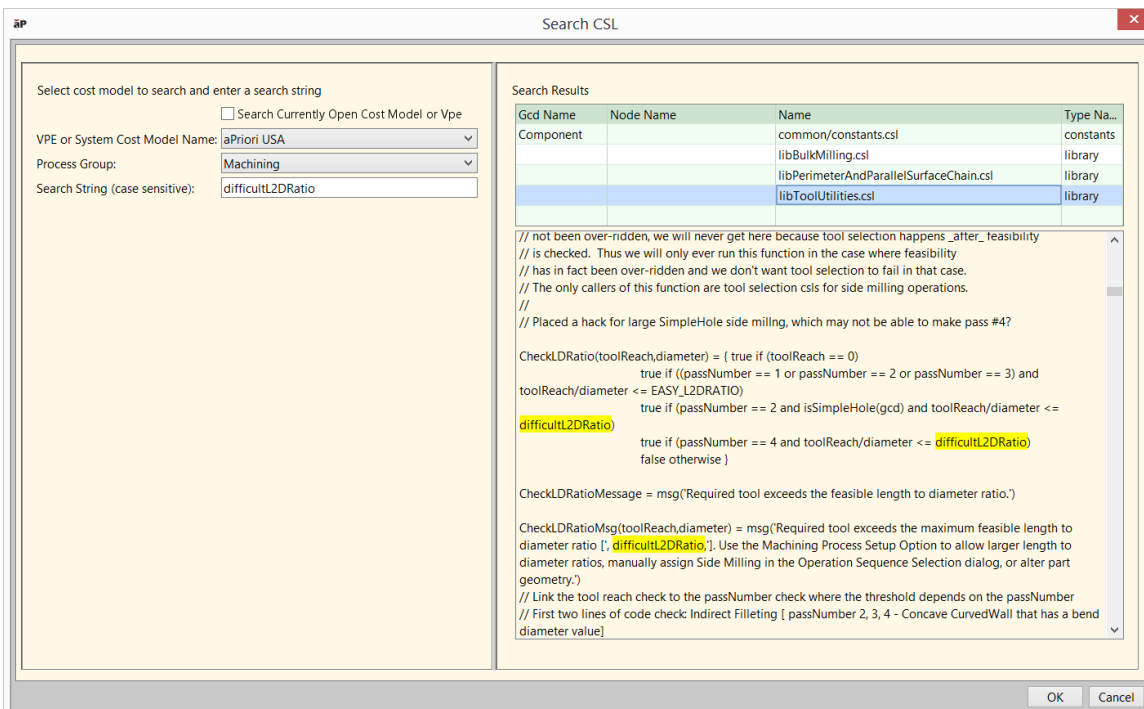 aP Search CSL
Select cost model to search and enter a search string
Search Currently Open Cost Model or Vpe
VPE or System Cost Model Name: aPriori USA
Process Group: Machining
Search String (case sensitive): difficultL2DRatio
Search Results
Gcd Name Node Name Name Type Na...
Component common/constants.csl constants
libBulkMilling.csl library
libPerimeterAndParallelSurfaceChain.csl library
libToolUtilities.csl library
// not been over-ridden, we will never get here because tool selection happens _after_ feasibility
// is checked. Thus we will only ever run this function in the case where feasibility
// has in fact been over-ridden and we don't want tool selection to fail in that case.
// The only callers of this function are tool selection csls for side milling operations.
//
// Placed a hack for large SimpleHole side millng, which may not be able to make pass #4?
CheckLDRatio(toolReach,diameter) = { true if (toolReach == 0)
true if ((passNumber == 1 or passNumber == 2 or passNumber == 3) and
toolReach/diameter <= EASY_L2DRATIO)
true if (passNumber == 2 and isSimpleHole(gcd) and toolReach/diameter <=
difficultL2DRatio)
true if (passNumber == 4 and toolReach/diameter <= difficultL2DRatio)
false otherwise }
CheckLDRatioMessage = msg('Required tool exceeds the feasible length to diameter ratio.')
CheckLDRatioMsg(toolReach,diameter) = msg('Required tool exceeds the maximum feasible length to
diameter ratio [', difficultL2DRatio,']. Use the Machining Process Setup Option to allow larger length to
diameter ratios, manually assign Side Milling in the Operation Sequence Selection dialog, or alter part
geometry.')
// Link the tool reach check to the passNumber check where the threshold depends on the passNumber
// First two lines of code check: Indirect Filleting [ passNumber 2, 3, 4 - Concave CurvedWall that has a bend
diameter value]
OK Cancel